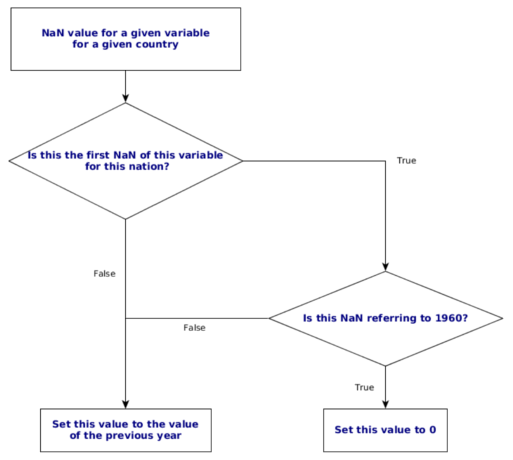 NaN value for a given variable
for a given country
Is this the first NaN of this variable
for this nation?
True
False
Is this NaN referring to 1960?
False
True
Set this value to the value
of the previous year
Set this value to 0